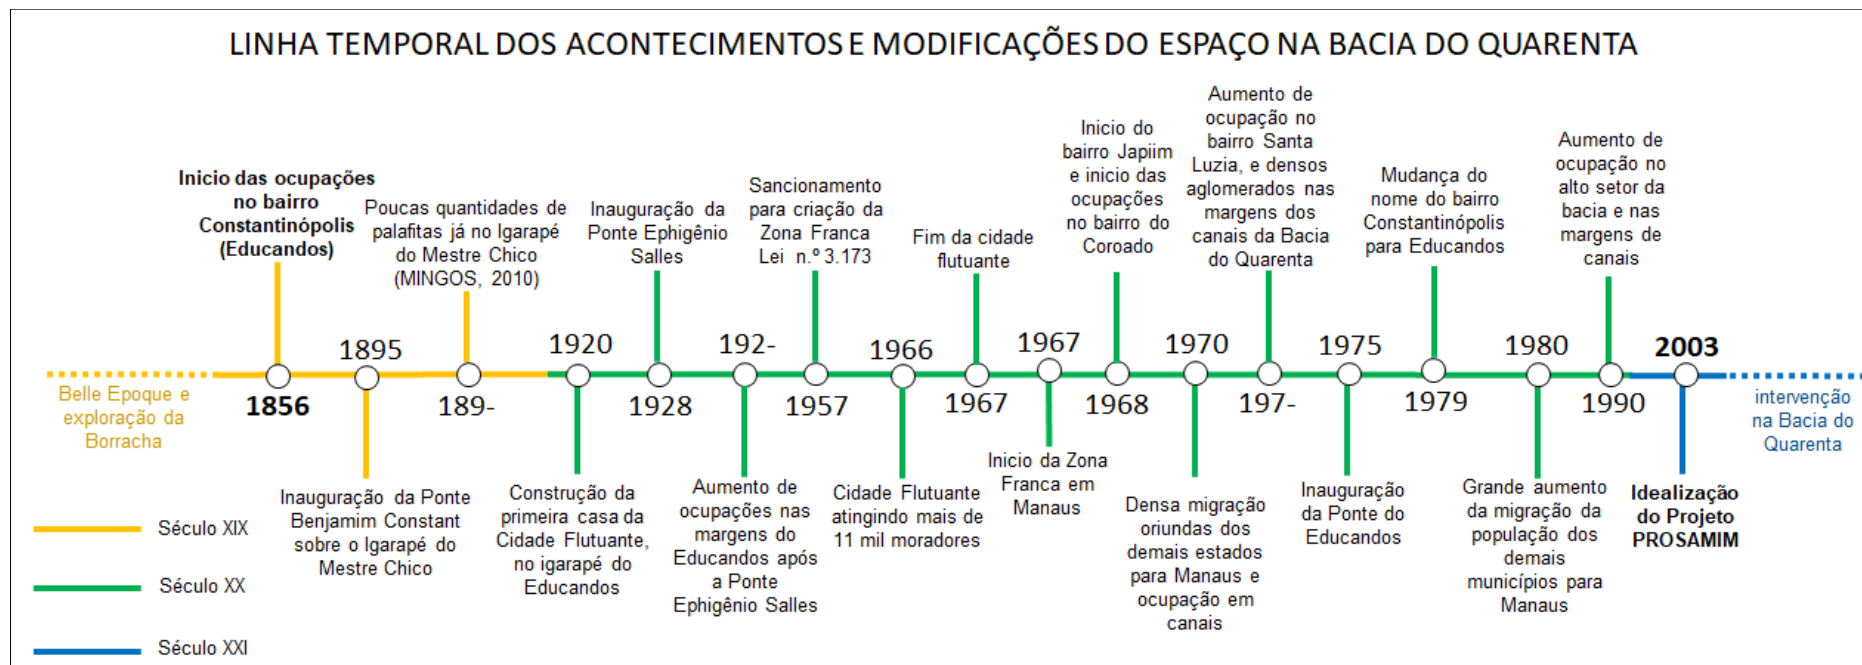 LINHA TEMPORAL DOS ACONTECIMENTOS E MODIFICAÇÕES DO ESPAÇO NA BACIA DO QUARENTA
Inicio das ocupações
no bairro
Constantinópolis
(Educandos)
Poucas quantidades de
palafitas já no Igarapé
do Mestre Chico
(MINGOS, 2010)
Inauguração da
Ponte Ephigênio
Salles
Sancionamento
para criação da
Zona Franca
Lei n.º 3.173
Fim da cidade
flutuante
Inicio do
bairro Japiim
e inicio das
ocupações
no bairro do
Coroado
Aumento de
ocupação no
bairro Santa
Luzia, e densos
aglomerados nas
margens dos
canais da Bacia
do Quarenta
Mudança do
nome do bairro
Constantinópolis
para Educandos
Aumento de
ocupação no
alto setor da
bacia e nas
margens de
canais
1895
1920
192-
1966
1967
1970
1975
1980
2003
Belle Epoque e
exploração da
Borracha
1856
189-
1928
1957
1967
1968
197-
1979
1990
intervenção
na Bacia do
Quarenta
Inauguração da Ponte
Benjamim Constant
sobre o Igarapé do
Mestre Chico
Construção da
primeira casa da
Cidade Flutuante,
no igarapé do
Educandos
Aumento de
ocupações nas
margens do
Educandos após
a Ponte
Ephigênio Salles
Cidade Flutuante
atingindo mais de
11 mil moradores
Inicio da Zona
Franca em
Manaus
Densa migração
oriundas dos
demais estados
para Manaus e
ocupação em
canais
Inauguração
da Ponte do
Educandos
Grande aumento
da migração da
população dos
demais
municípios para
Manaus
Idealização
do Projeto
PROSAMIM
Século XIX
Século XX
Século XXI